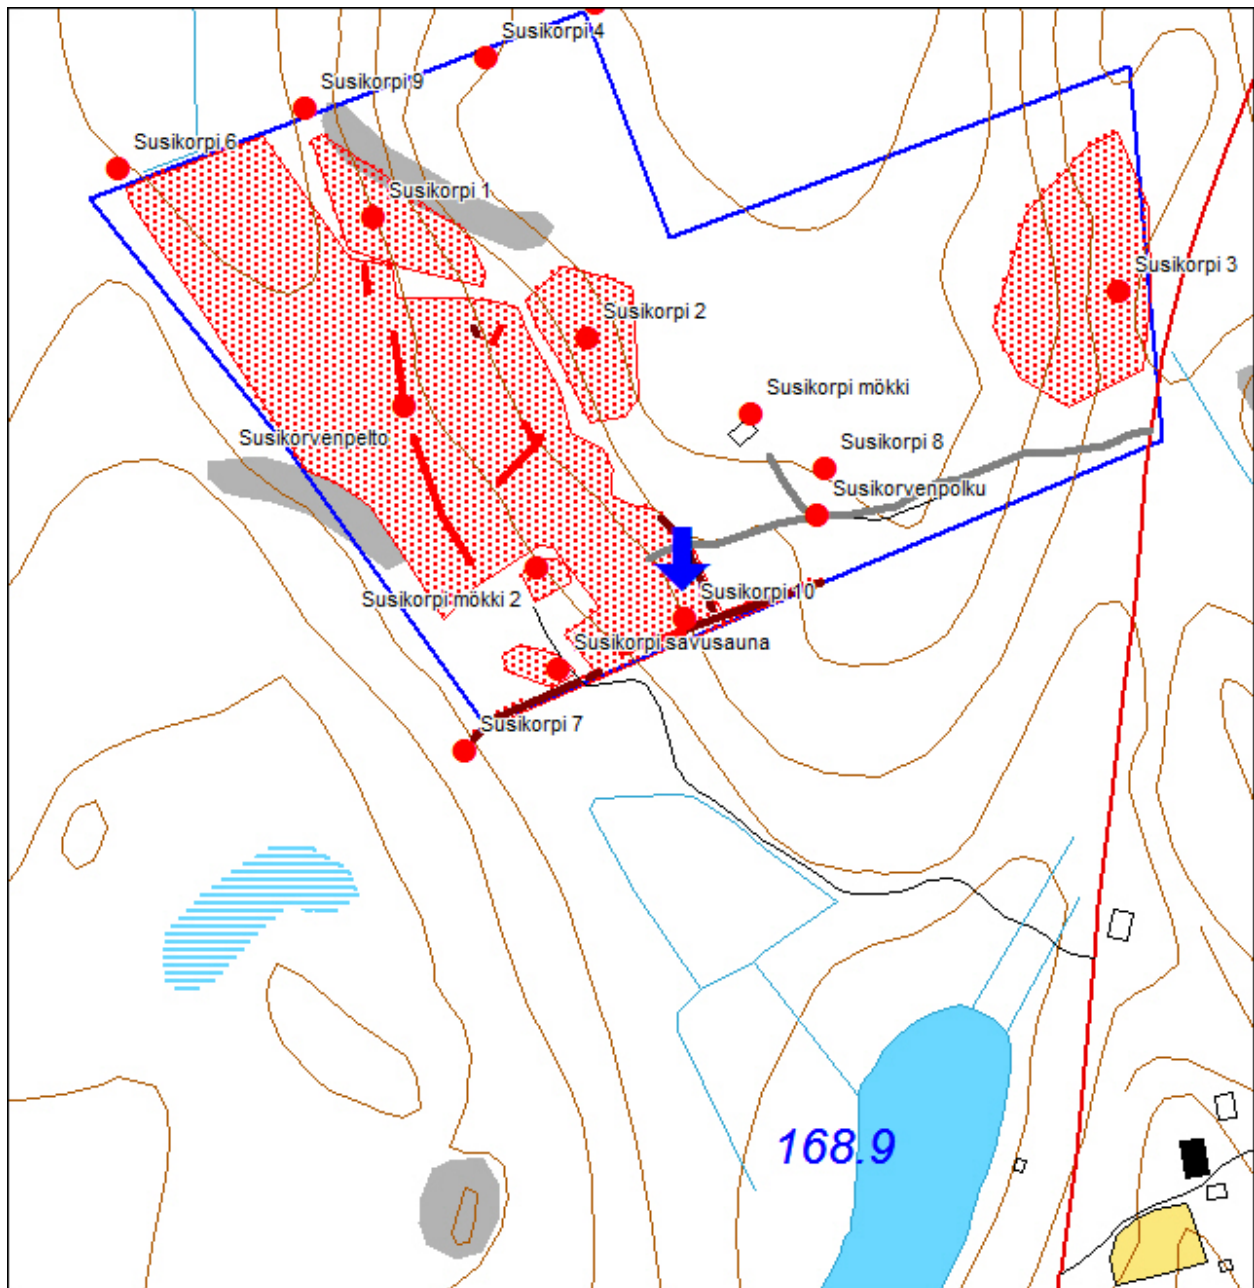 Susikorpi 4
Susikorpi 9
Susikorpi 6
Susikorpi 1
Susikorpi 3
Susikorpi 2
Susikorpi mökki
Susikorvenpelto
Susikorpi 8
Susikorvenpolku
Susikorpi mökki 2
Susikorpi 10
Susikorpi savusauna
Susikorpi 7
168.9